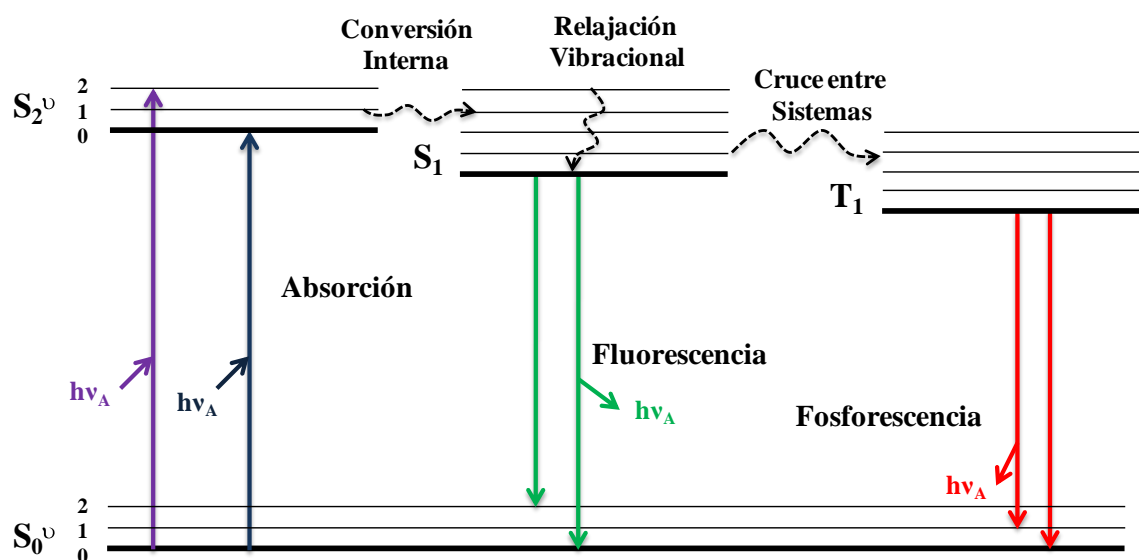 Conversión
Interna
Relajación
Vibracional
Cruce entre
Sistemas
S₂υ
2
1
0
S₁
T₁
Absorción
Fluorescencia
hνA
hνA
hνA
Fosforescencia
hνA
S₀υ
2
1
0